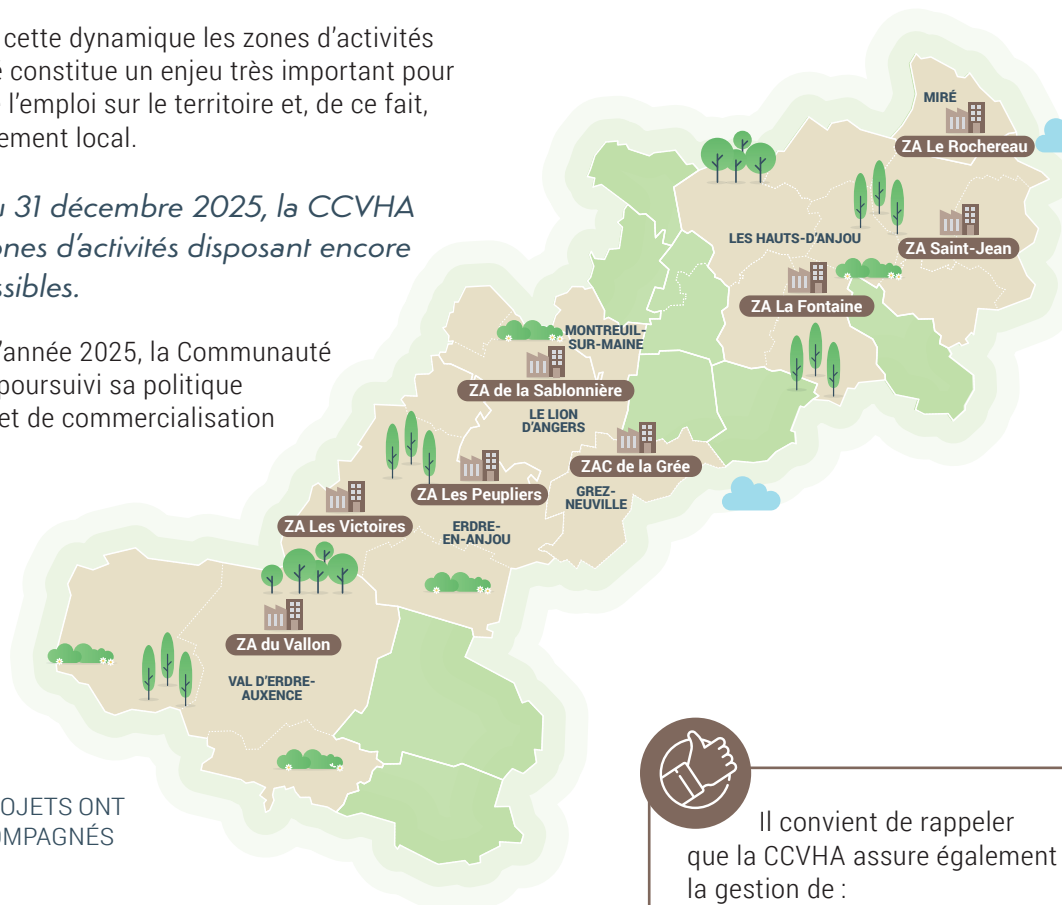 cette dynamique les zones d'activités
constitue un enjeu très important pour
l'emploi sur le territoire et, de ce fait,
ement local.
31 décembre 2025, la CCVHA
ones d'activités disposant encore
ssibles.
'année 2025, la Communauté
poursuivi sa politique
et de commercialisation
MIRÉ
ZA Le Rochereau
LES HAUTS-D'ANJOU
ZA Saint-Jean
ZA La Fontaine
MONTREUIL-
SUR-MAINE
ZA de la Sablonnière
LE LION
D'ANGERS
ZAC de la Grée
GREZ-
NEUVILLE
ZA Les Peupliers
ERDRE-
EN-ANJOU
ZA Les Victoires
ZA du Vallon
VAL D'ERDRE-
AUXENCE
OJETS ONT
OMPAGNÉS
Il convient de rappeler
que la CCVHA assure également
la gestion de :